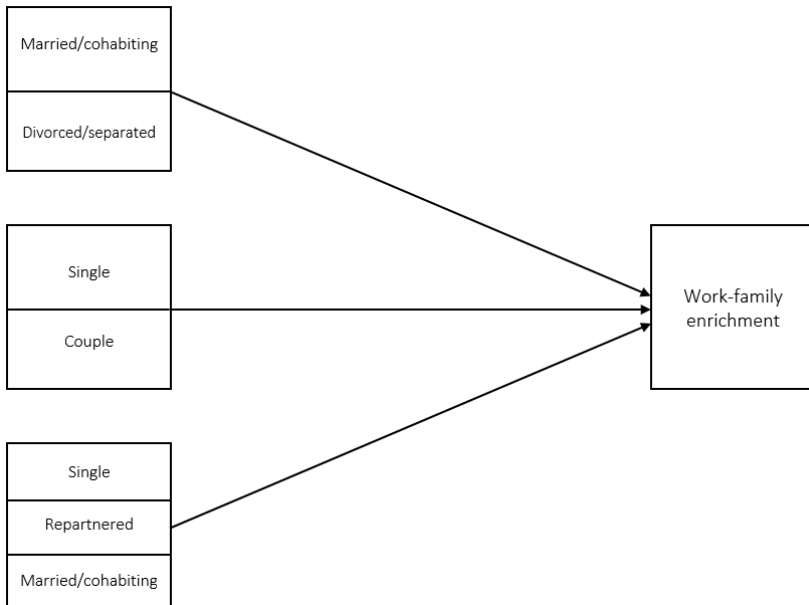 Married/cohabiting
Divorced/separated
Single
Couple
Work-family
enrichment
Single
Repartnered
Married/cohabiting